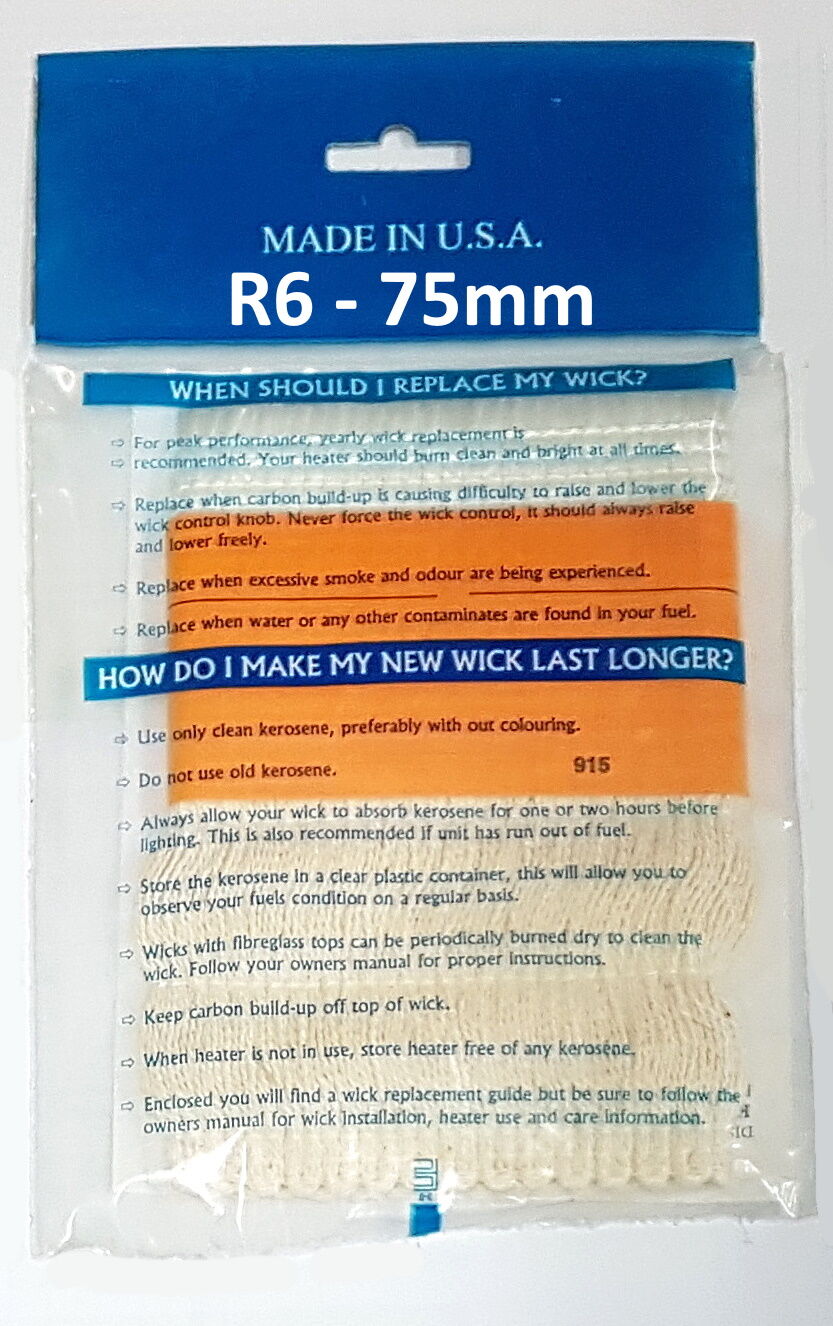 MADE IN U.S.A.
R6 - 75mm
WHEN SHOULD I REPLACE MY WICK?
⇨ For peak performance, yearly wick replacement is
⇨ recommended. Your heater should burn clean and bright at all times.
⇨ Replace when carbon build-up is causing difficulty to raise and lower the
wick control knob. Never force the wick control, it should always raise
and lower freely.
⇨ Replace when excessive smoke and odour are being experienced.
⇨ Replace when water or any other contaminates are found in your fuel.
HOW DO I MAKE MY NEW WICK LAST LONGER?
⇨ Use only clean kerosene, preferably with out colouring.
⇨ Do not use old kerosene.
915
⇨ Always allow your wick to absorb kerosene for one or two hours before
lighting. This is also recommended if unit has run out of fuel.
⇨ Store the kerosene in a clear plastic container, this will allow you to
observe your fuels condition on a regular basis.
⇨ Wicks with fibreglass tops can be periodically burned dry to clean the
wick. Follow your owners manual for proper instructions.
⇨ Keep carbon build-up off top of wick.
⇨ When heater is not in use, store heater free of any kerosene.
⇨ Enclosed you will find a wick replacement guide but be sure to follow the
owners manual for wick installation, heater use and care information.